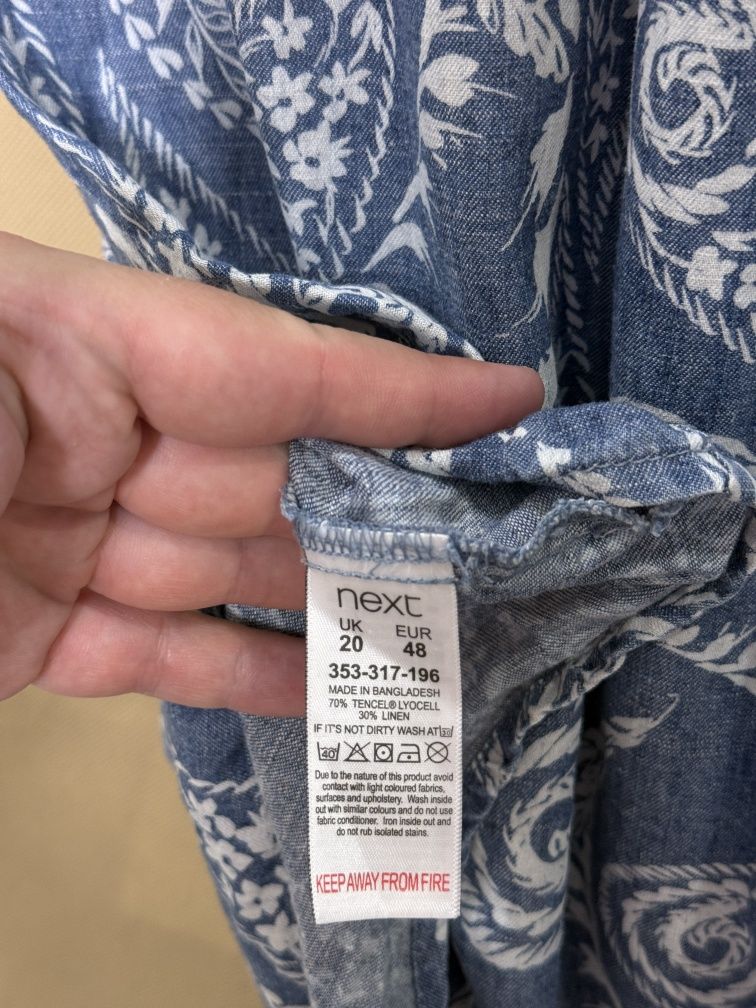 next
UK EUR
20 48
353-317-196
MADE IN BANGLADESH
70% TENCEL® LYOCELL
30% LINEN
IF IT'S NOT DIRTY WASH AT 30
40
Due to the nature of this product avoid
contact with light coloured fabrics,
surfaces and upholstery. Wash inside
out with similar colours and do not use
fabric conditioner. Iron inside out and
do not rub isolated stains.
KEEP AWAY FROM FIRE